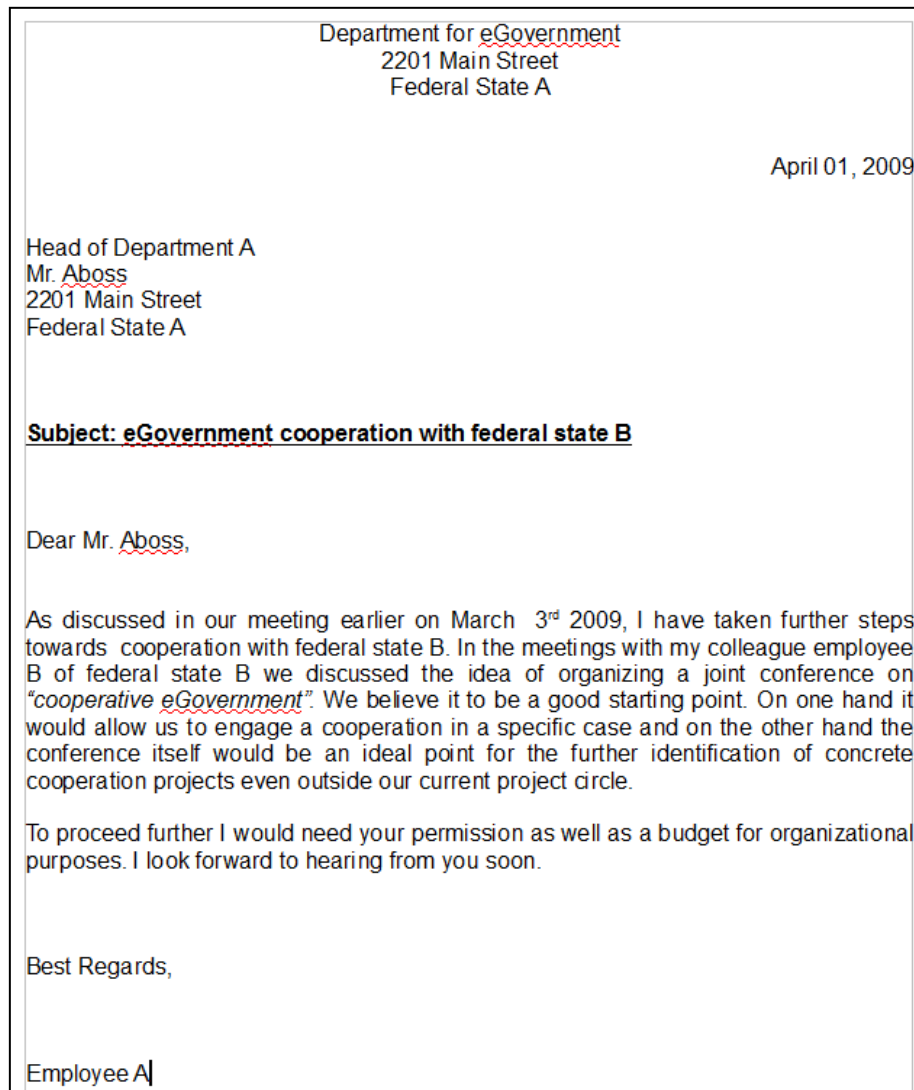 Department for eGovernment
2201 Main Street
Federal State A
April 01, 2009
Head of Department A
Mr. Aboss
2201 Main Street
Federal State A
Subject: eGovernment cooperation with federal state B
Dear Mr. Aboss,
As discussed in our meeting earlier on March  3rd 2009, I have taken further steps
towards  cooperation with federal state B. In the meetings with my colleague employee
B of federal state B we discussed the idea of organizing a joint conference on
“cooperative eGovernment”. We believe it to be a good starting point. On one hand it
would allow us to engage a cooperation in a specific case and on the other hand the
conference itself would be an ideal point for the further identification of concrete
cooperation projects even outside our current project circle.
To proceed further I would need your permission as well as a budget for organizational
purposes. I look forward to hearing from you soon.
Best Regards,
Employee A